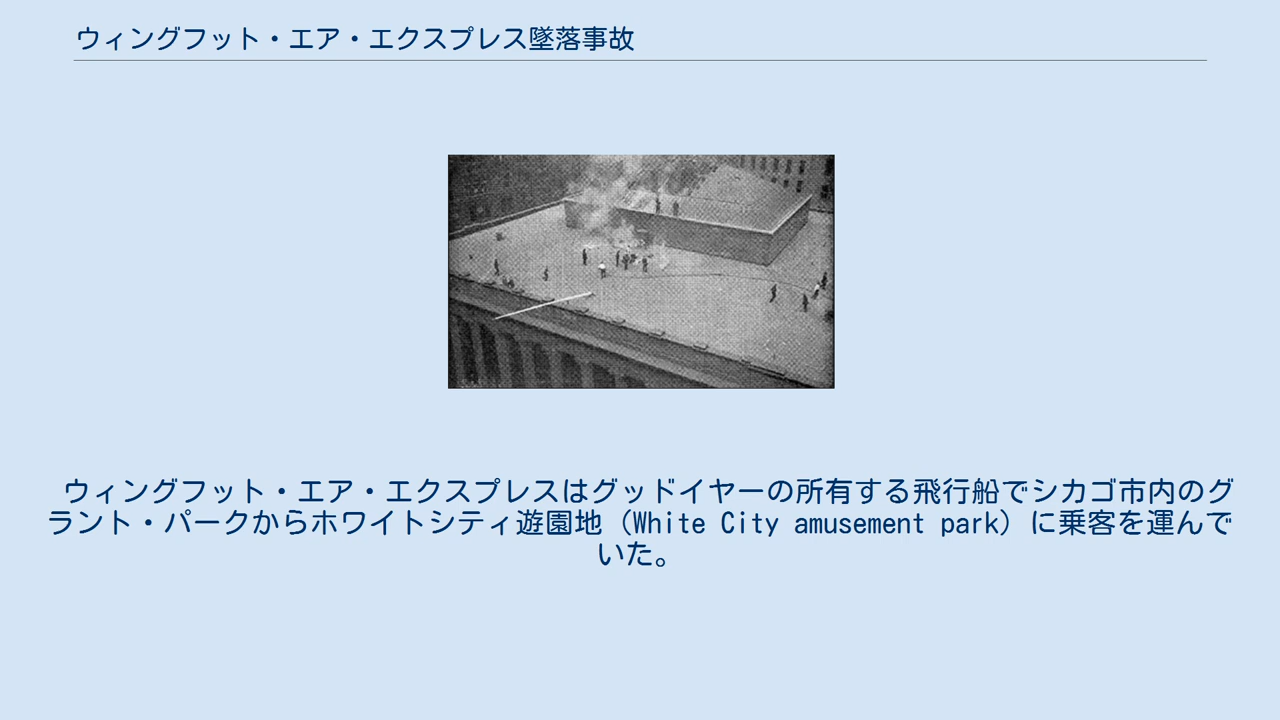 ウィングフット・エア・エクスプレス墜落事故
ウィングフット・エア・エクスプレスはグッドイヤーの所有する飛行船でシカゴ市内のグ
ラント・パークからホワイトシティ遊園地（White City amusement park）に乗客を運んで
いた。